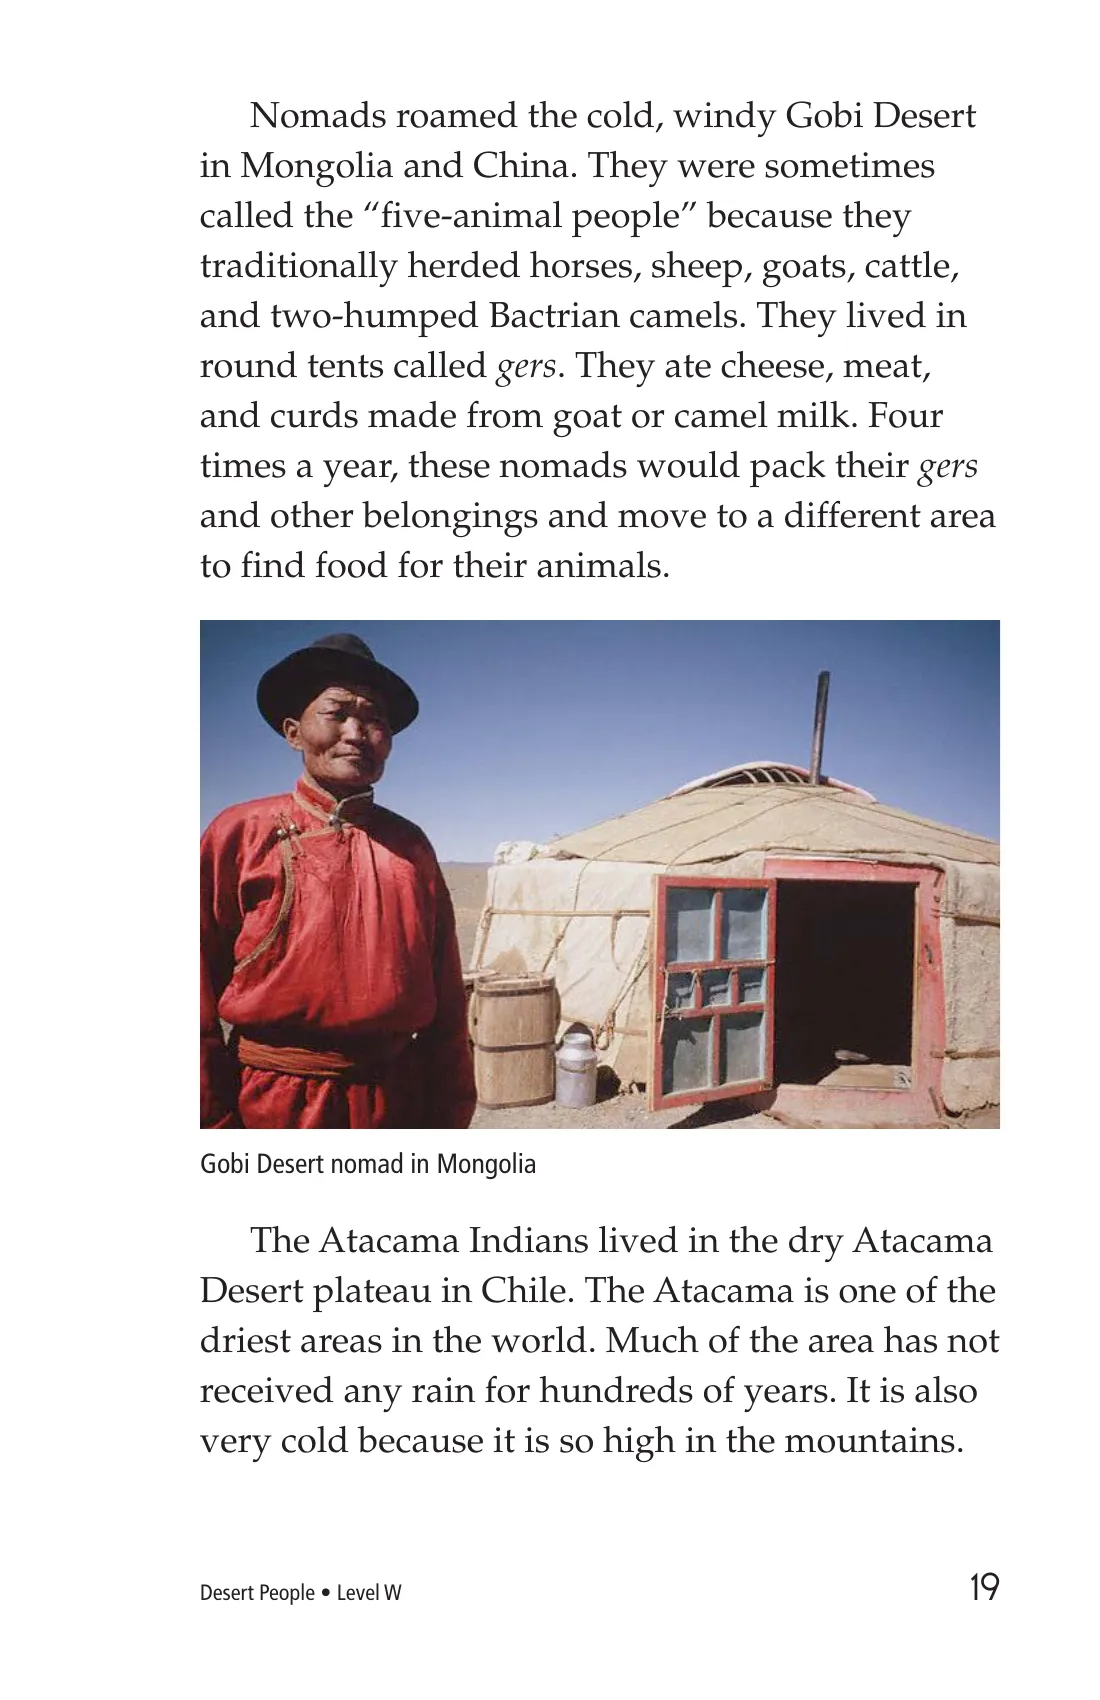 Nomads roamed the cold, windy Gobi Desert
in Mongolia and China. They were sometimes
called the “five-animal people” because they
traditionally herded horses, sheep, goats, cattle,
and two-humped Bactrian camels. They lived in
round tents called gers. They ate cheese, meat,
and curds made from goat or camel milk. Four
times a year, these nomads would pack their gers
and other belongings and move to a different area
to find food for their animals.
Gobi Desert nomad in Mongolia
The Atacama Indians lived in the dry Atacama
Desert plateau in Chile. The Atacama is one of the
driest areas in the world. Much of the area has not
received any rain for hundreds of years. It is also
very cold because it is so high in the mountains.
Desert People • Level W
19